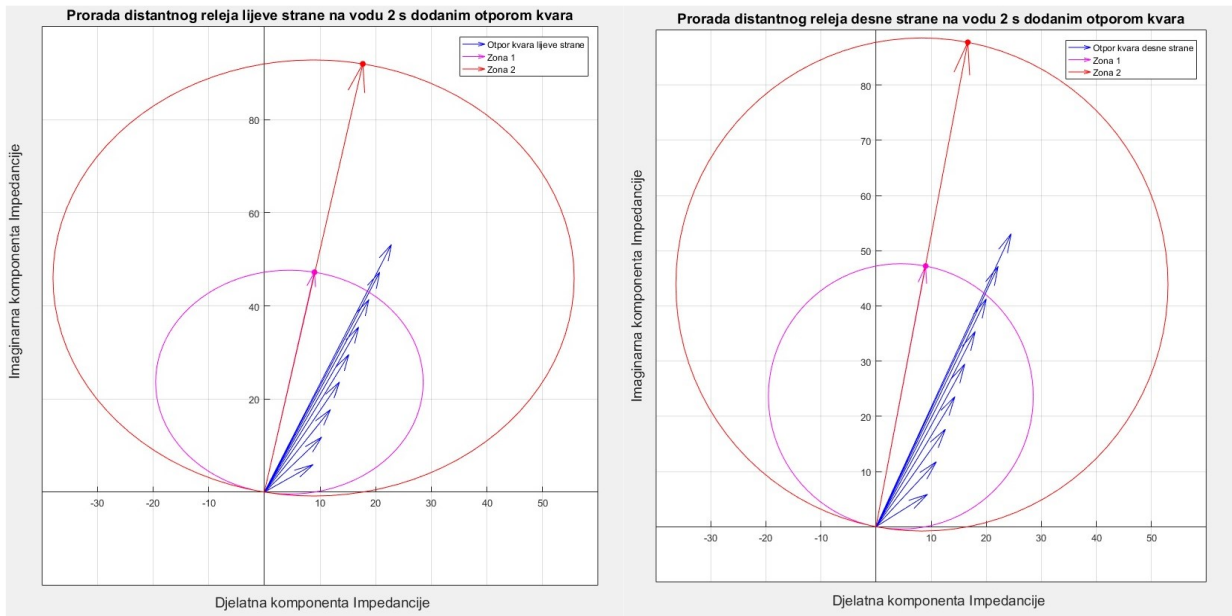 Prorada distantnog releja lijeve strane na vodu 2 s dodanim otporom kvara
Otpor kvara lijeve strane
Zona 1
Zona 2
Imaginarna komponenta Impedancije
80
60
40
20
-30 -20 -10 0 10 20 30 40 50
Djelatna komponenta Impedancije
Prorada distantnog releja desne strane na vodu 2 s dodanim otporom kvara
Otpor kvara desne strane
Zona 1
Zona 2
Imaginarna komponenta Impedancije
80
70
60
50
40
30
20
10
-30 -20 -10 0 10 20 30 40 50
Djelatna komponenta Impedancije